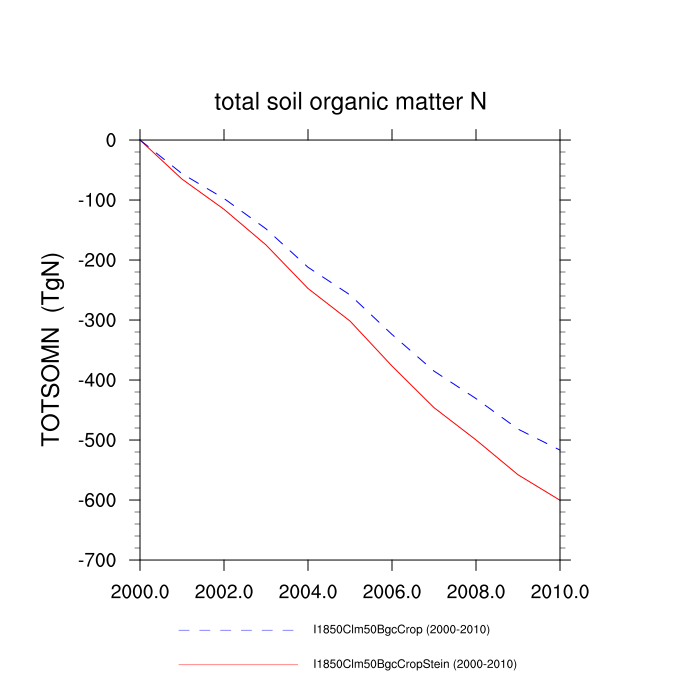 total soil organic matter N
TOTSOMN (TgN)
0
-100
-200
-300
-400
-500
-600
-700
2000.0 2002.0 2004.0 2006.0 2008.0 2010.0
I1850Clm50BgcCrop (2000-2010)
I1850Clm50BgcCropStein (2000-2010)